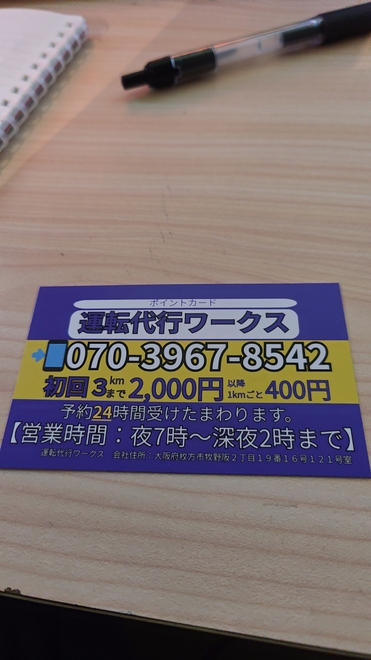 ポイントカード
運転代行ワークス
070-3967-8542
初回3kmまで2,000円以降1kmごと400円
予約24時間受けたまわります。
【営業時間：夜7時～深夜2時まで】
運転代行ワークス 会社住所：大阪府枚方市牧野阪２丁目１９番１６号１２１号室